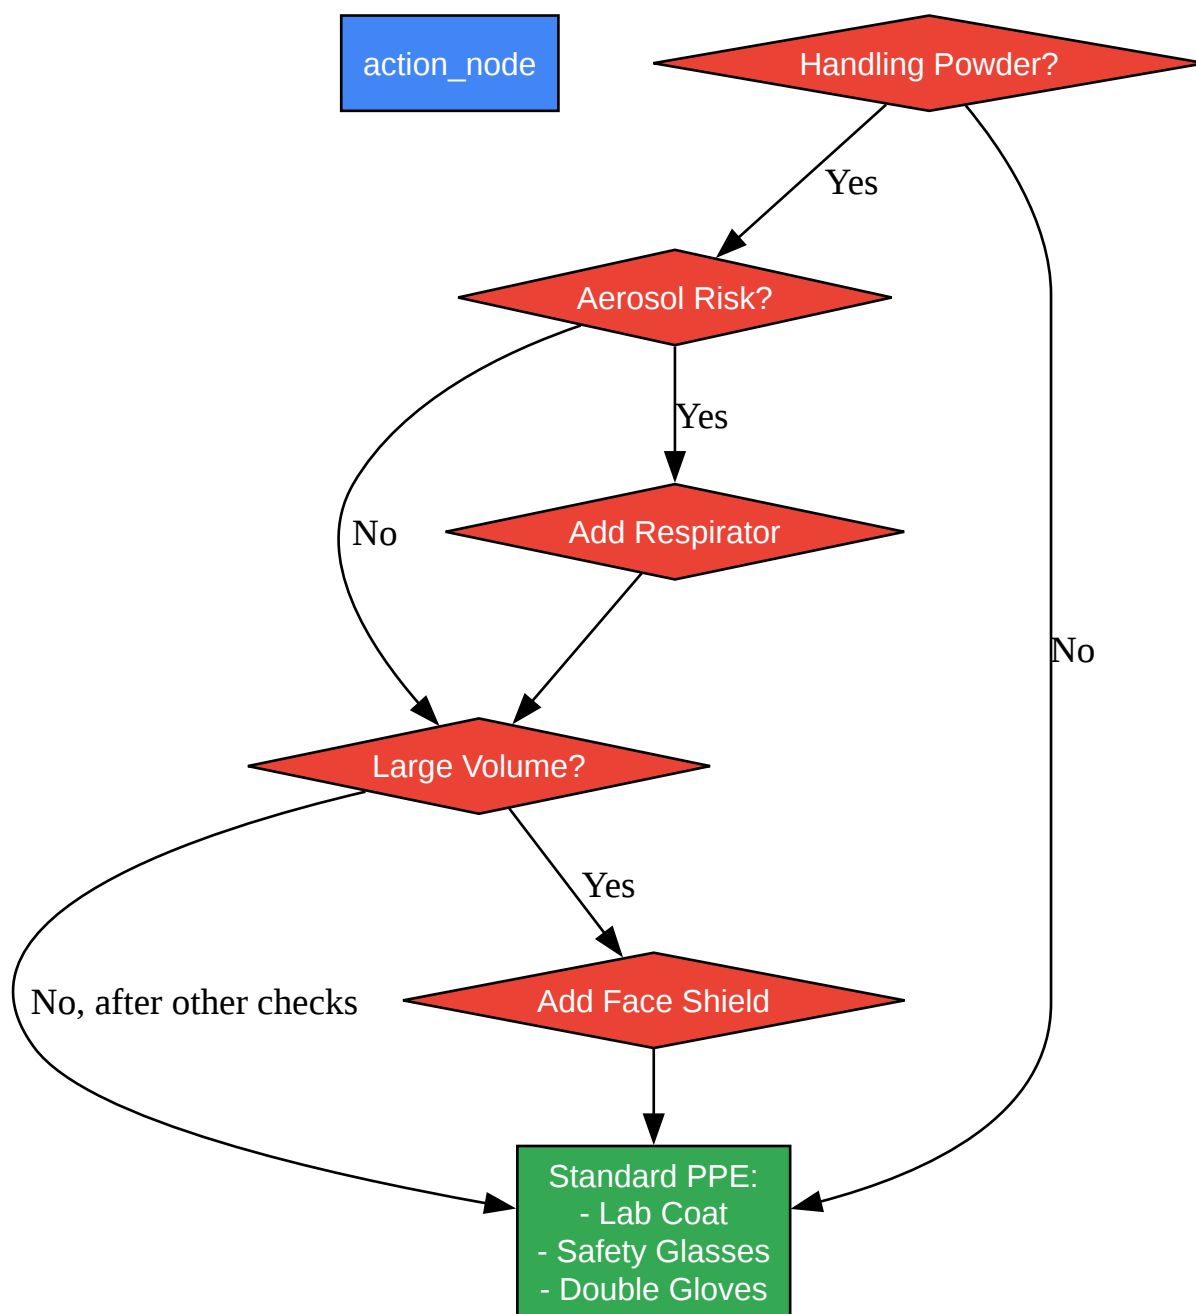 action_node
Handling Powder?
Yes
Aerosol Risk?
Yes
No
Add Respirator
No
Large Volume?
Yes
No, after other checks
Add Face Shield
Standard PPE:
- Lab Coat
- Safety Glasses
- Double Gloves